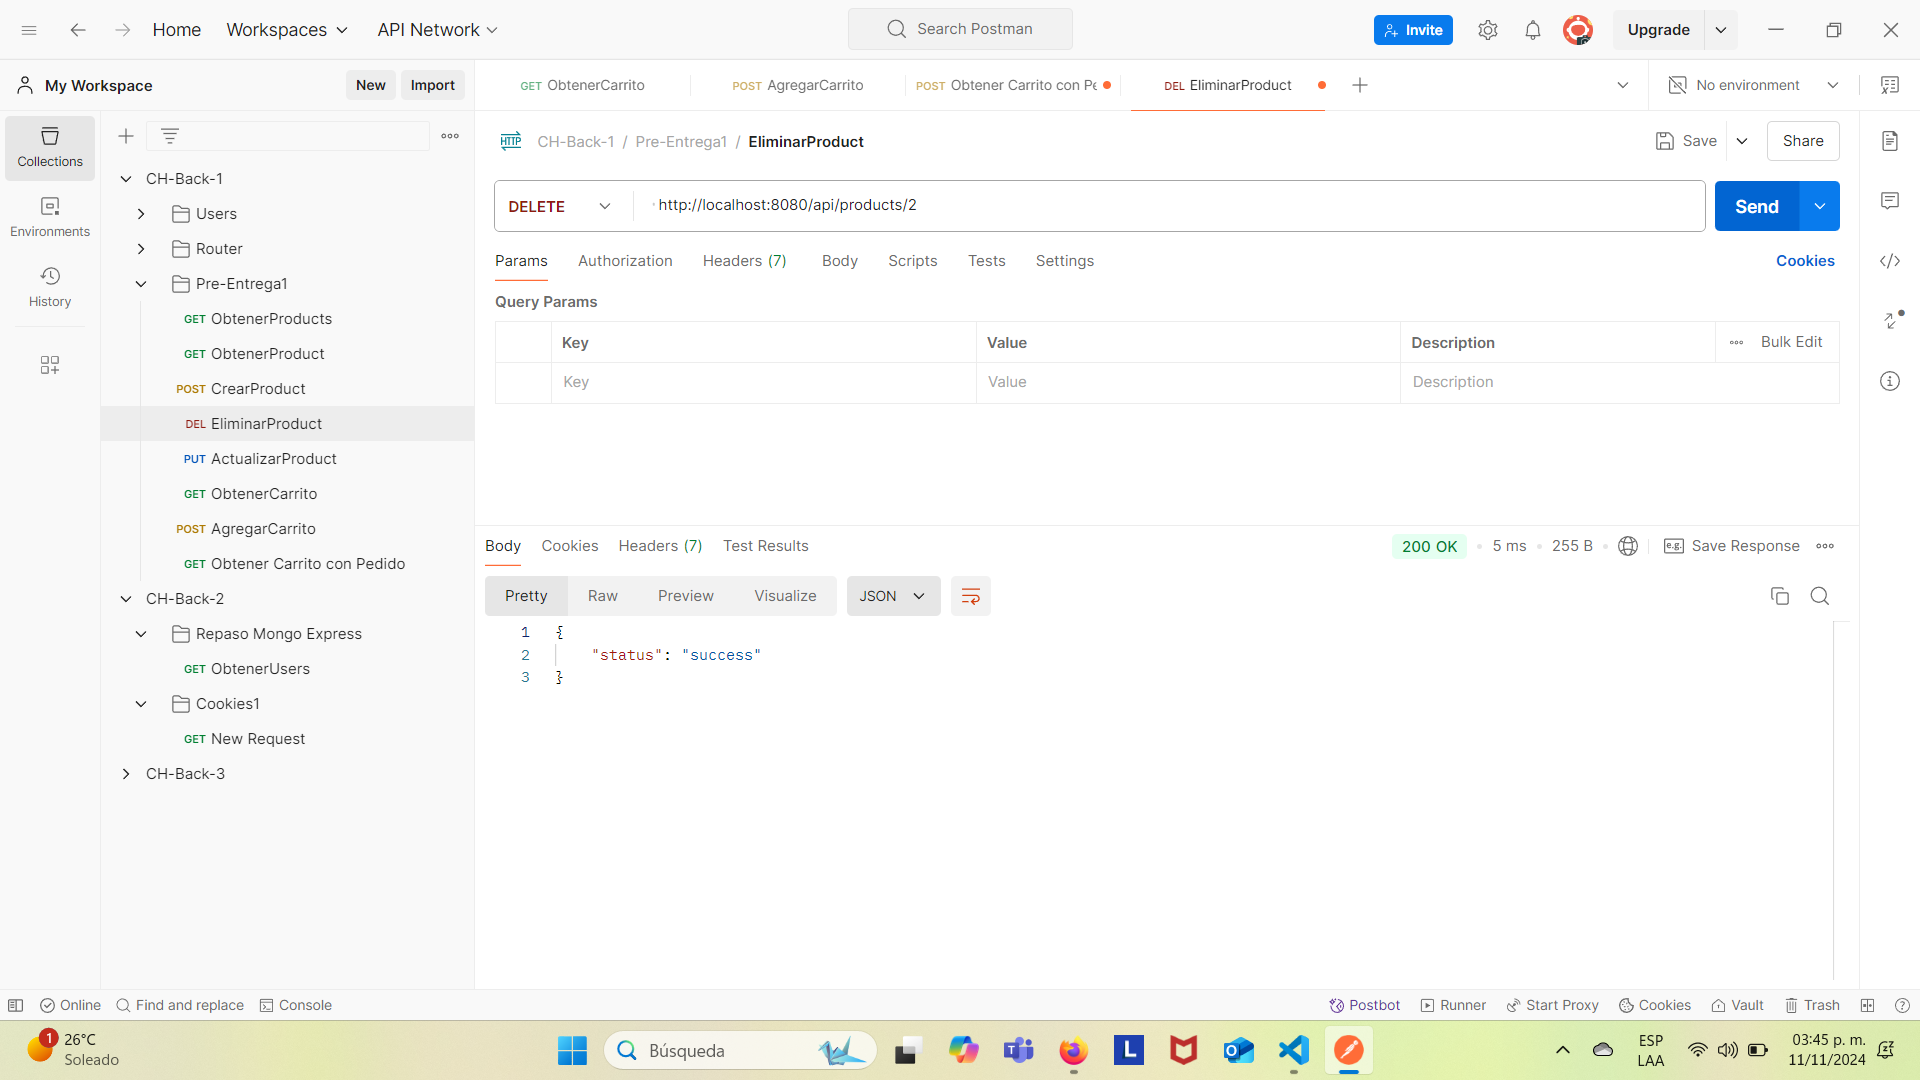 Home
Workspaces
API Network
Search Postman
Invite
Upgrade
My Workspace
New
Import
GET ObtenerCarrito
POST AgregarCarrito
POST Obtener Carrito con Pe
DEL EliminarProduct
No environment
Collections
Environments
History
CH-Back-1
Users
Router
Pre-Entrega1
GET ObtenerProducts
GET ObtenerProduct
POST CrearProduct
DEL EliminarProduct
PUT ActualizarProduct
GET ObtenerCarrito
POST AgregarCarrito
GET Obtener Carrito con Pedido
CH-Back-2
Repaso Mongo Express
GET ObtenerUsers
Cookies1
GET New Request
CH-Back-3
HTTP CH-Back-1 / Pre-Entrega1 / EliminarProduct
Save
Share
DELETE
http://localhost:8080/api/products/2
Send
Params
Authorization
Headers (7)
Body
Scripts
Tests
Settings
Cookies
Query Params
Key
Value
Description
Bulk Edit
Key
Value
Description
Body
Cookies
Headers (7)
Test Results
200 OK
5 ms
255 B
e.g. Save Response
Pretty
Raw
Preview
Visualize
JSON
1 {
2 "status": "success"
3 }
Online
Find and replace
Console
Postbot
Runner
Start Proxy
Cookies
Vault
Trash
1
26°C
Soleado
Búsqueda
L
ESP
LAA
03:45 p. m.
11/11/2024